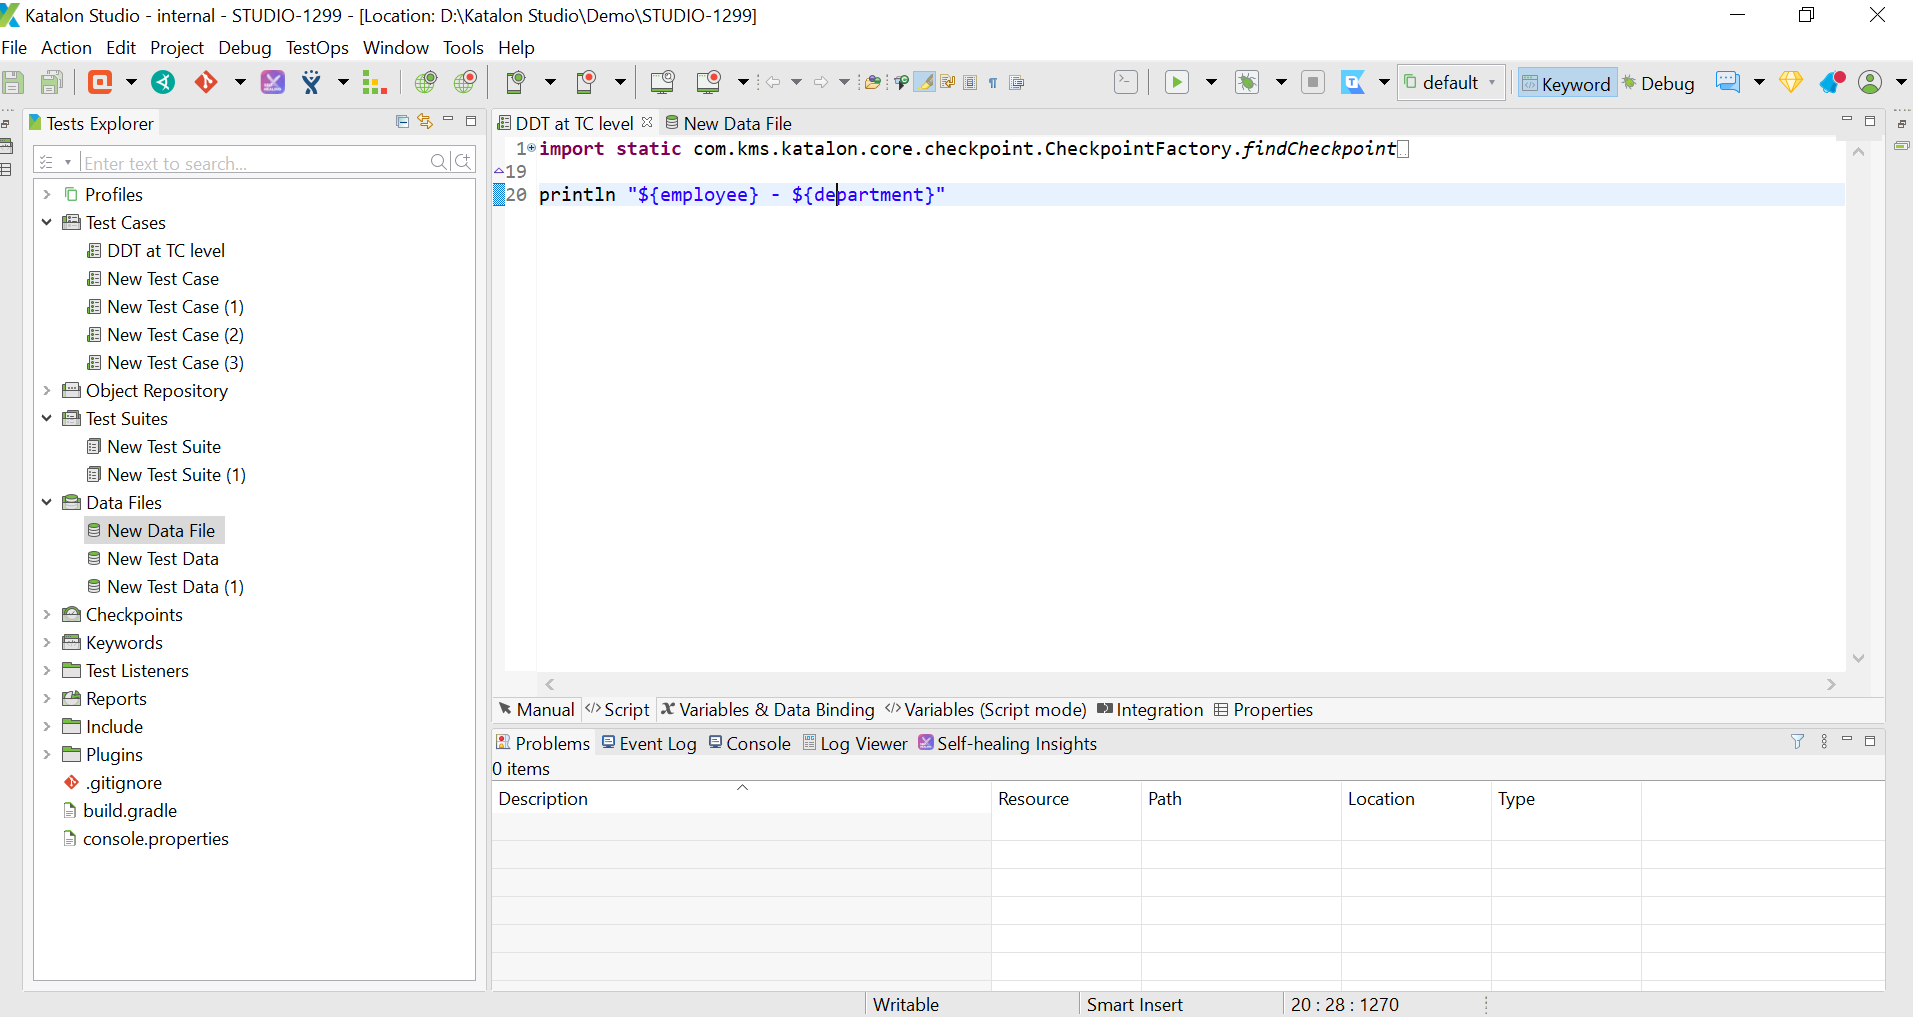 Katalon Studio - internal - STUDIO-1299 - [Location: D:\Katalon Studio\Demo\STUDIO-1299]
File Action Edit Project Debug TestOps Window Tools Help
default
Keyword
Debug
Tests Explorer
Enter text to search...
Profiles
Test Cases
DDT at TC level
New Test Case
New Test Case (1)
New Test Case (2)
New Test Case (3)
Object Repository
Test Suites
New Test Suite
New Test Suite (1)
Data Files
New Data File
New Test Data
New Test Data (1)
Checkpoints
Keywords
Test Listeners
Reports
Include
Plugins
.gitignore
build.gradle
console.properties
DDT at TC level
New Data File
1 import static com.kms.katalon.core.checkpoint.CheckpointFactory.findCheckpoint
19
20 println "${employee} - ${department}"
Manual
Script
Variables & Data Binding
Variables (Script mode)
Integration
Properties
Problems
Event Log
Console
Log Viewer
Self-healing Insights
0 items
Description Resource Path Location Type
Writable
Smart Insert
20 : 28 : 1270